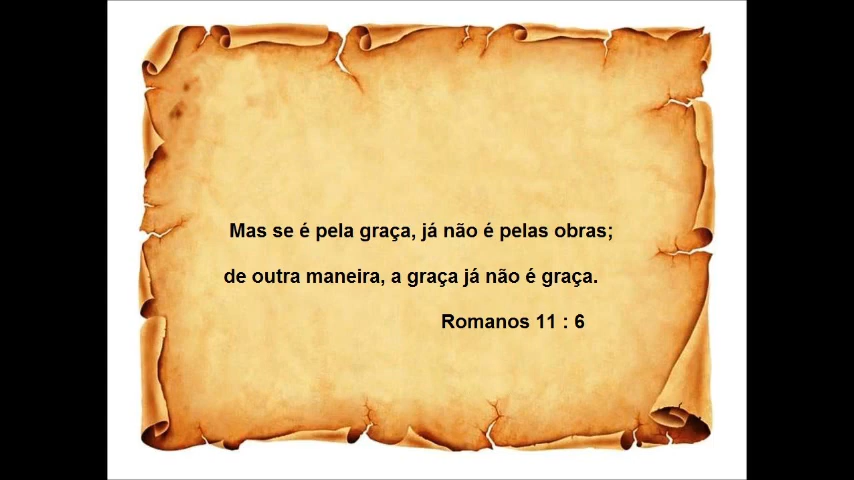 Mas se é pela graça, já não é pelas obras;
de outra maneira, a graça já não é graça.
Romanos 11 : 6